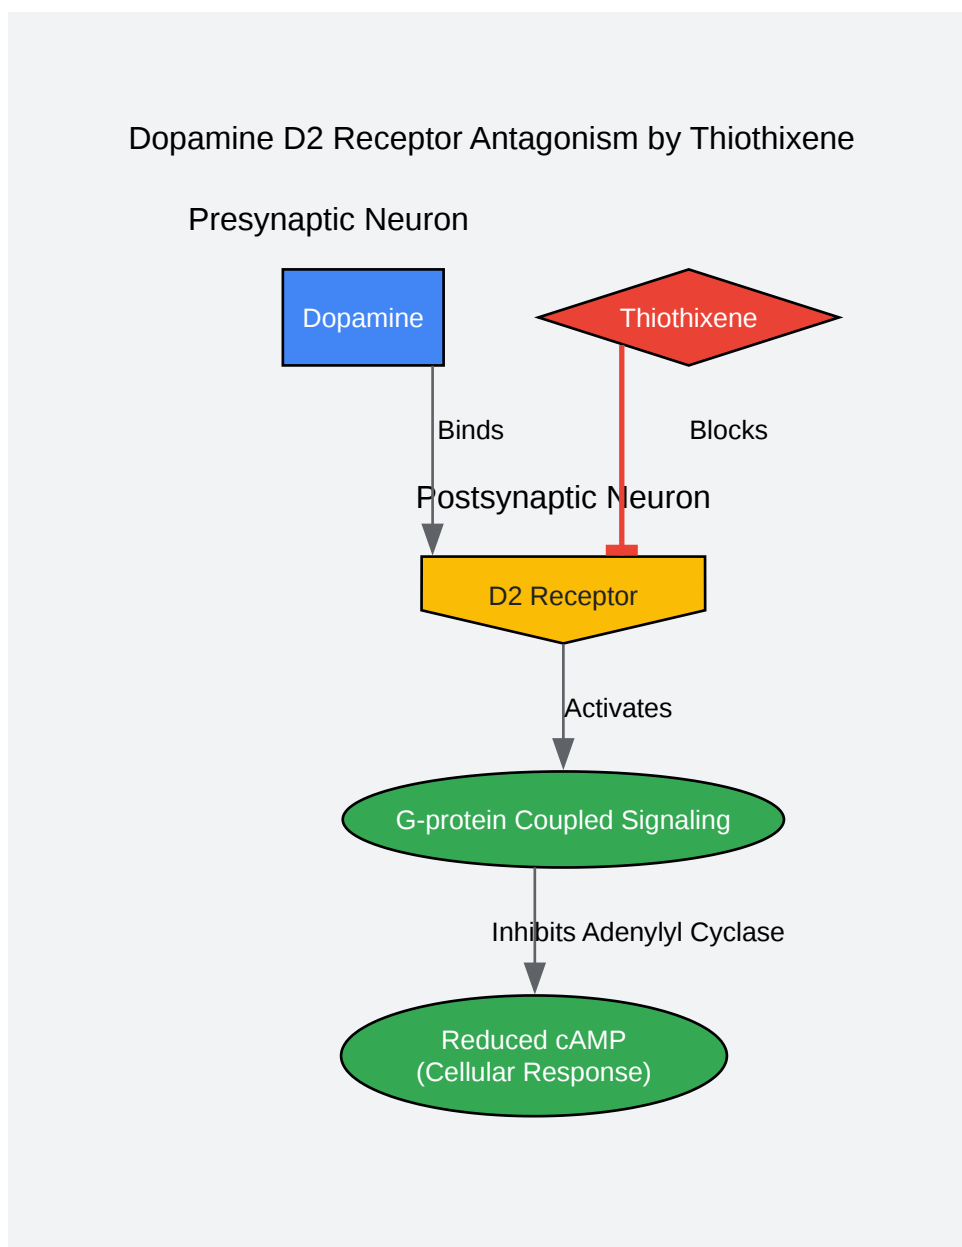 Dopamine D2 Receptor Antagonism by Thiothixene
Presynaptic Neuron
Dopamine
Thiothixene
Binds
Blocks
Postsynaptic Neuron
D2 Receptor
Activates
G-protein Coupled Signaling
Inhibits Adenylyl Cyclase
Reduced cAMP
(Cellular Response)